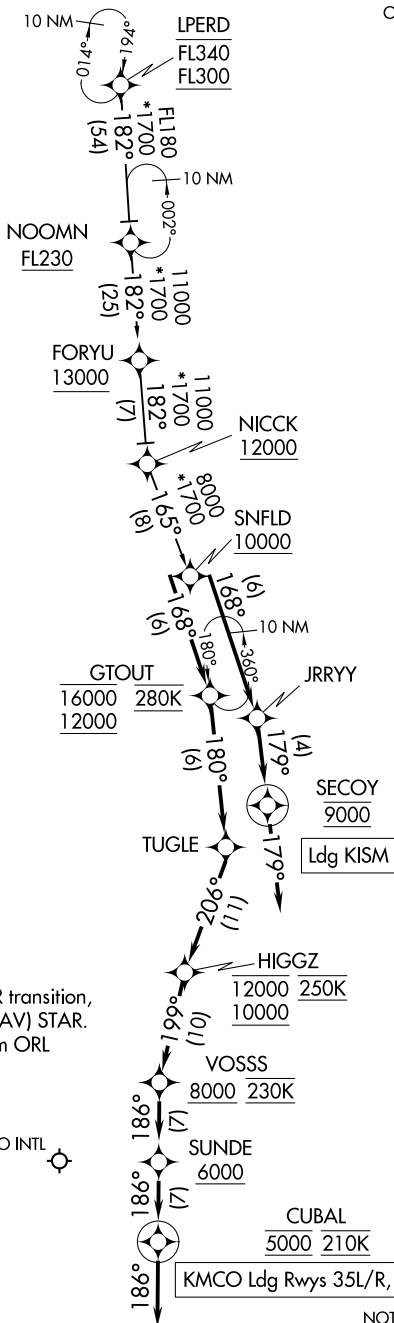 O
10 NM
194°
014°
LPERD
FL340
FL300
FL180
*1700
182°
(54)
10 NM
002°
NOOMN
FL230
11000
*1700
182°
(25)
FORYU
13000
11000
*1700
182°
(7)
NICCK
12000
8000
*1700
165°
(8)
SNFLD
10000
168°
(6)
168°
(6)
10 NM
180°
360°
GTOUT
16000 280K
12000
JRRYY
179°
(4)
180°
(6)
SECOY
9000
179°
Ldg KISM
TUGLE
206°
(11)
HIGGZ
12000 250K
10000
R transition,
AV) STAR.
n ORL
199°
(10)
VOSSS
8000 230K
186°
(7)
O INTL
SUNDE
6000
186°
(7)
CUBAL
5000 210K
186°
KMCO Ldg Rwys 35L/R,
NOT